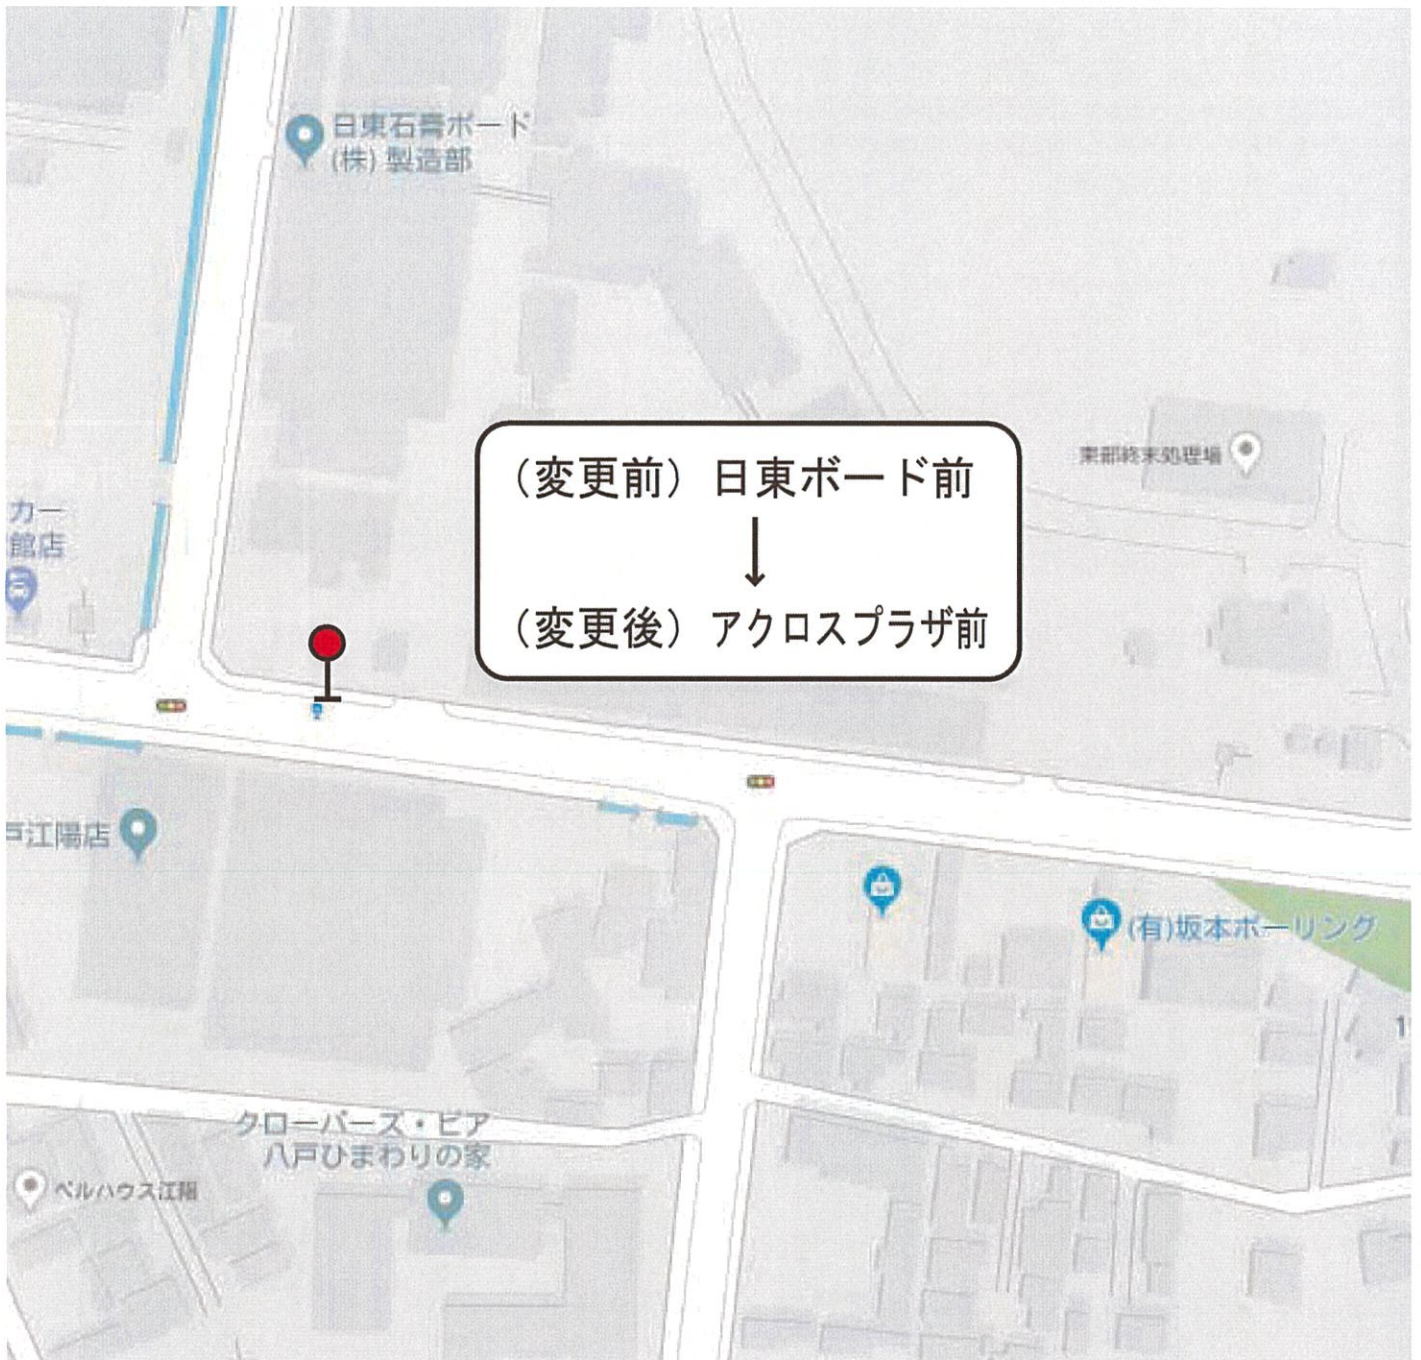 日東石膏ボード
(株) 製造部
(変更前) 日東ボード前
↓
(変更後) アクロスプラザ前
東部終末処理場
カー
館店
戸江陽店
(有)坂本ボーリング
1
クローバーズ・ピア
八戸ひまわりの家
ベルハウス江陽